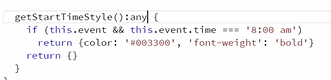 getStartTimeStyle():any {
if (this.event && this.event.time === '8:00 am')
return {color: '#003300', 'font-weight': 'bold'}
return {}
}